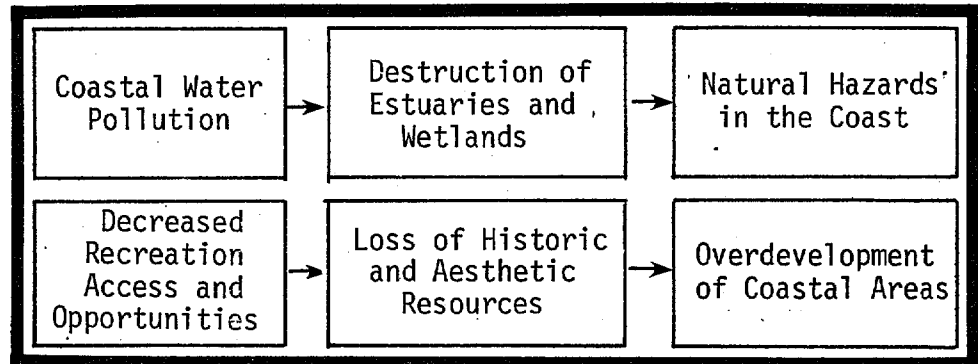 Coastal Water
Pollution
Destruction of
Estuaries and
Wetlands
Natural Hazards
in the Coast
Decreased
Recreation
Access and
Opportunities
Loss of Historic
and Aesthetic
Resources
Overdevelopment
of Coastal Areas